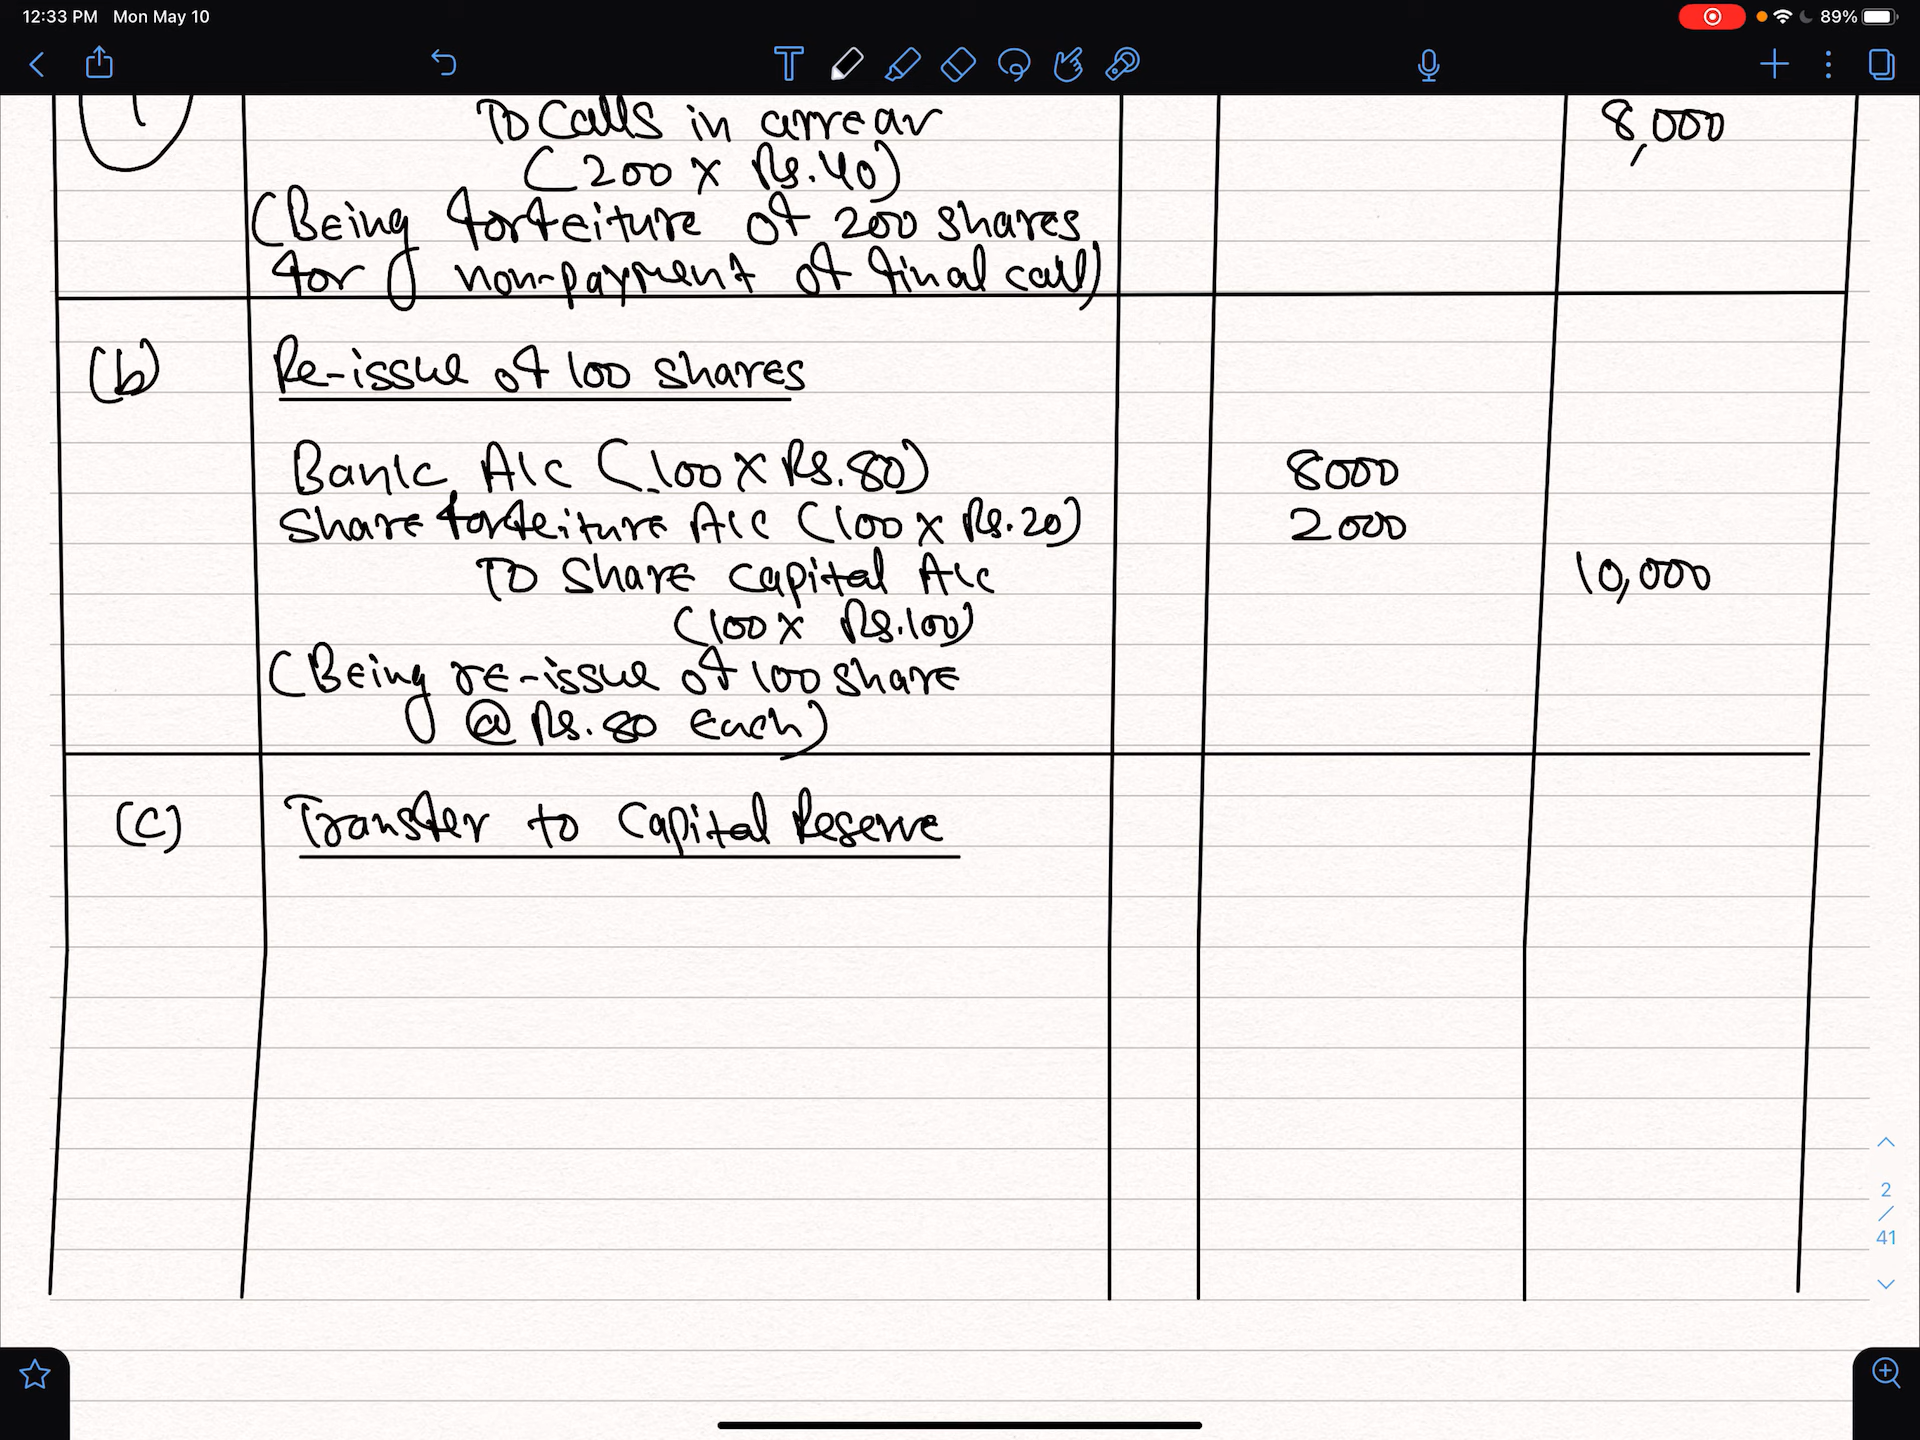 12:33 PM Mon May 10
89%
To Calls in arrear 8,000
(200 x Rs.40)
(Being forfeiture of 200 shares
for non-payment of final call)
(b) Re-issue of 100 shares
Bank A/c (100 x Rs.80) 8000
Share forfeiture A/c (100 x Rs.20) 2000
To Share capital A/c 10,000
(100 x Rs.100)
(Being re-issue of 100 share
@ Rs.80 Each)
(c) Transfer to Capital Reserve
2
/
41